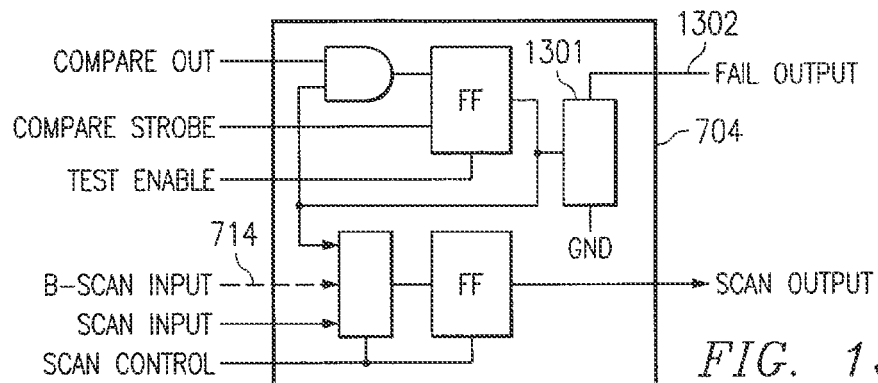 COMPARE OUT
COMPARE STROBE
TEST ENABLE
714
B-SCAN INPUT
SCAN INPUT
SCAN CONTROL
FF
FF
1301
1302
FAIL OUTPUT
704
GND
SCAN OUTPUT
FIG. 1